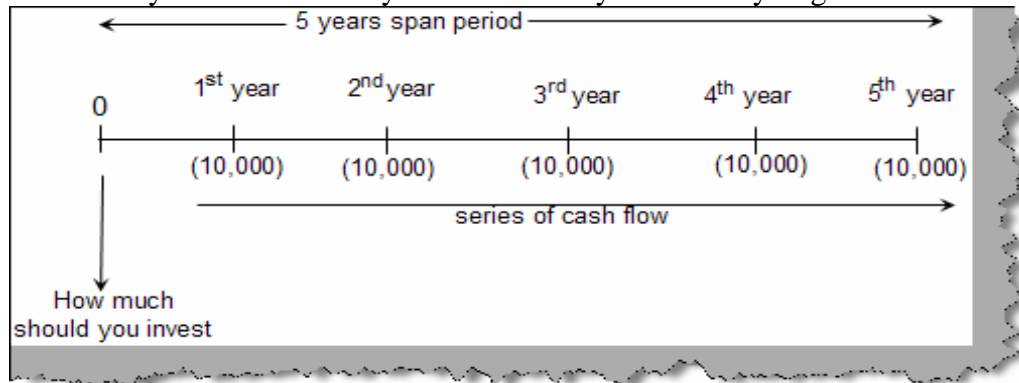 5 years span period
0 1st year 2nd year 3rd year 4th year 5th year
(10,000) (10,000) (10,000) (10,000) (10,000)
series of cash flow
How much
should you invest